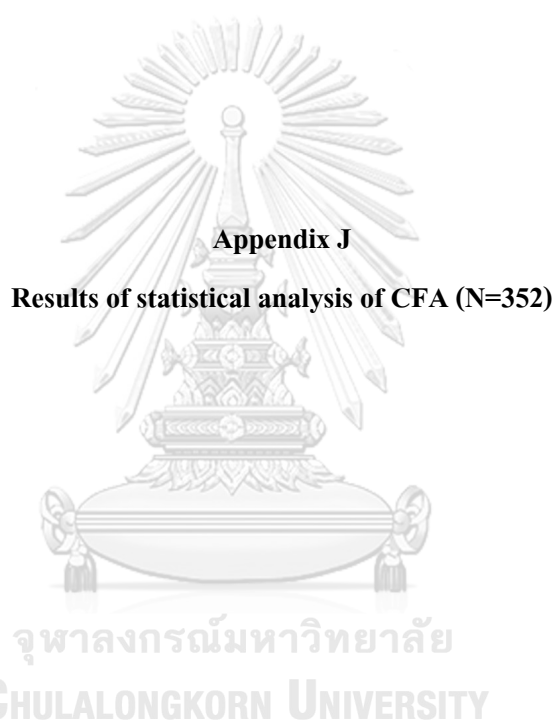 Appendix J
Results of statistical analysis of CFA (N=352)
จุฬาลงกรณ์มหาวิทยาลัย
CHULALONGKORN UNIVERSITY